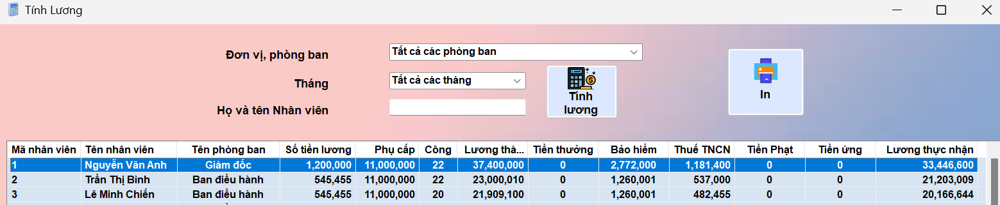 Tính Lương
Đơn vị, phòng ban Tất cả các phòng ban
Tháng Tất cả các tháng
Họ và tên Nhân viên
Tính
lương
In
Mã nhân viên Tên nhân viên Tên phòng ban Số tiền lương Phụ cấp Công Lương thá... Tiền thưởng Bảo hiểm Thuế TNCN Tiền Phạt Tiền ứng Lương thực nhận
1 Nguyễn Văn Anh Giám đốc 1,200,000 11,000,000 22 37,400,000 0 2,772,000 1,181,400 0 0 33,446,600
2 Trần Thị Bình Ban điều hành 545,455 11,000,000 22 23,000,010 0 1,260,001 537,000 0 0 21,203,009
3 Lê Minh Chiến Ban điều hành 545,455 11,000,000 20 21,909,100 0 1,260,001 482,455 0 0 20,166,644